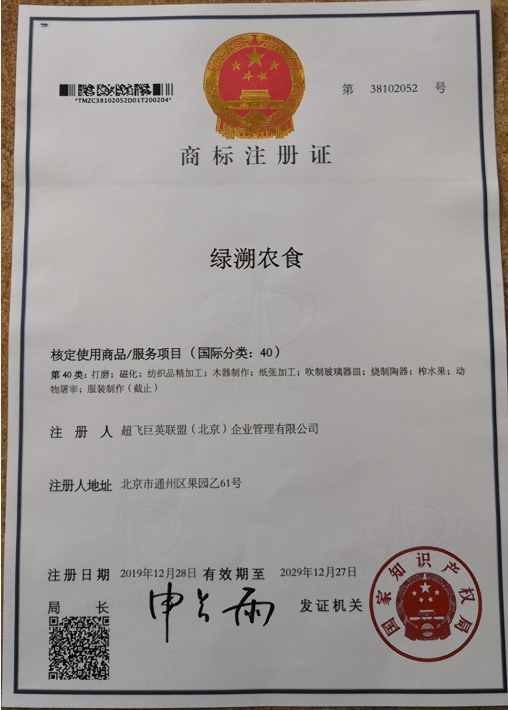 第 38102052 号
*TMZC38102052D01T200204*
商标注册证
绿溯农食
核定使用商品/服务项目（国际分类：40）
第 40 类：打磨；磁化；纺织品精加工；木器制作；纸张加工；吹制玻璃器皿；烧制陶器；榨水果；动
物屠宰；服装制作（截止）
注册人 超飞巨英联盟（北京）企业管理有限公司
注册人地址 北京市通州区果园乙61号
注册日期 2019年12月28日 有效期至 2029年12月27日
局长 申长雨 发证机关
国家知识产权局